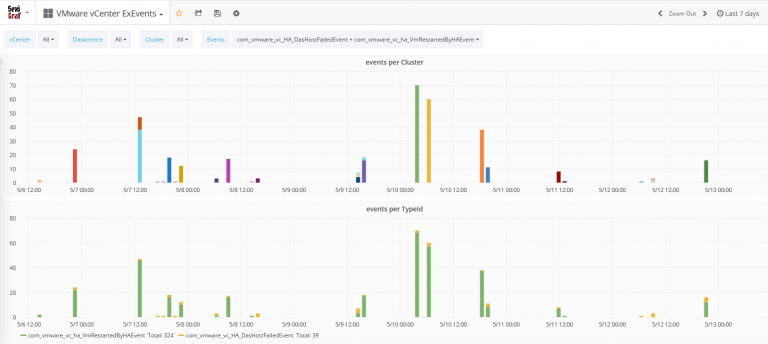 Sexi
Graf
VMware vCenter ExEvents
Zoom Out
Last 7 days
vCenter
All
Datacentre
All
Cluster
All
Events
com_vmware_vc_HA_DasHostFailedEvent + com_vmware_vc_ha_VmRestartedByHAEvent
events per Cluster
80
70
60
50
40
30
20
10
0
5/6 12:00 5/7 00:00 5/7 12:00 5/8 00:00 5/8 12:00 5/9 00:00 5/9 12:00 5/10 00:00 5/10 12:00 5/11 00:00 5/11 12:00 5/12 00:00 5/12 12:00 5/13 00:00
events per TypeId
80
60
40
20
0
5/6 12:00 5/7 00:00 5/7 12:00 5/8 00:00 5/8 12:00 5/9 00:00 5/9 12:00 5/10 00:00 5/10 12:00 5/11 00:00 5/11 12:00 5/12 00:00 5/12 12:00 5/13 00:00
com_vmware_vc_ha_VmRestartedByHAEvent Total: 324 com_vmware_vc_HA_DasHostFailedEvent Total: 39